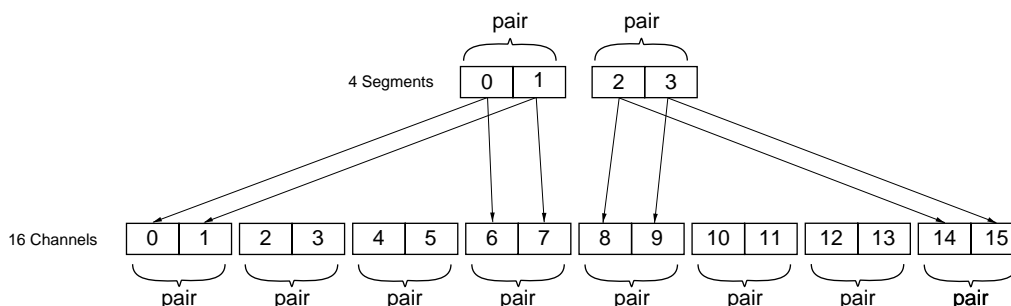 pair pair
4 Segments 0 1 2 3
16 Channels 0 1 2 3 4 5 6 7 8 9 10 11 12 13 14 15
pair pair pair pair pair pair pair pair